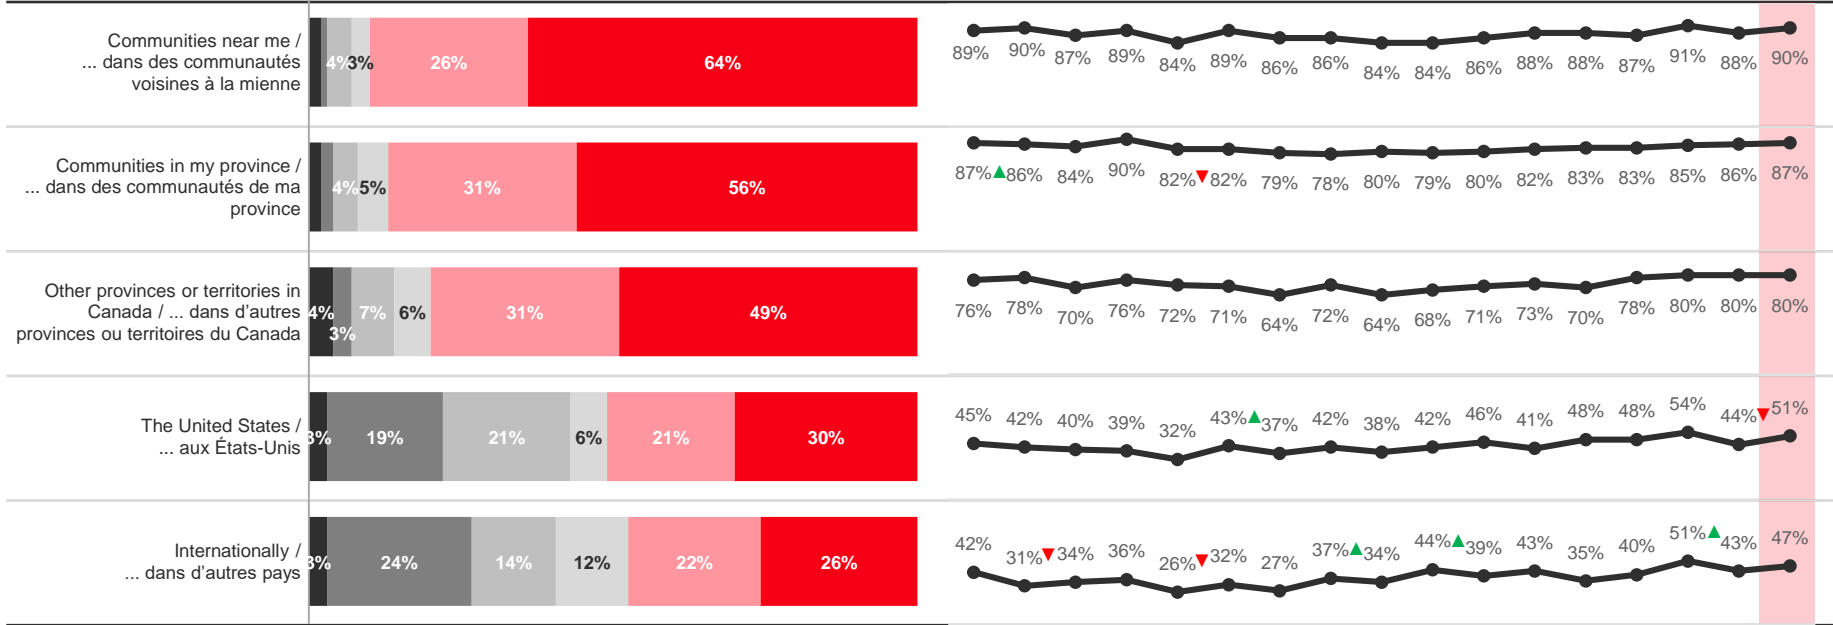 Communities near me /
... dans des communautés
voisines à la mienne
4% 3% 26% 64%
89% 90% 87% 89% 84% 89% 86% 86% 84% 84% 86% 88% 88% 87% 91% 88% 90%
Communities in my province /
... dans des communautés de ma
province
4% 5% 31% 56%
87% 86% 84% 90% 82% 82% 79% 78% 80% 79% 80% 82% 83% 83% 85% 86% 87%
Other provinces or territories in
Canada / ... dans d'autres
provinces ou territoires du Canada
4% 3% 7% 6% 31% 49%
76% 78% 70% 76% 72% 71% 64% 72% 64% 68% 71% 73% 70% 78% 80% 80% 80%
The United States /
... aux États-Unis
3% 19% 21% 6% 21% 30%
45% 42% 40% 39% 32% 43% 37% 42% 38% 42% 46% 41% 48% 48% 54% 44% 51%
Internationally /
... dans d'autres pays
3% 24% 14% 12% 22% 26%
42% 31% 34% 36% 26% 32% 27% 37% 34% 44% 39% 43% 35% 40% 51% 43% 47%